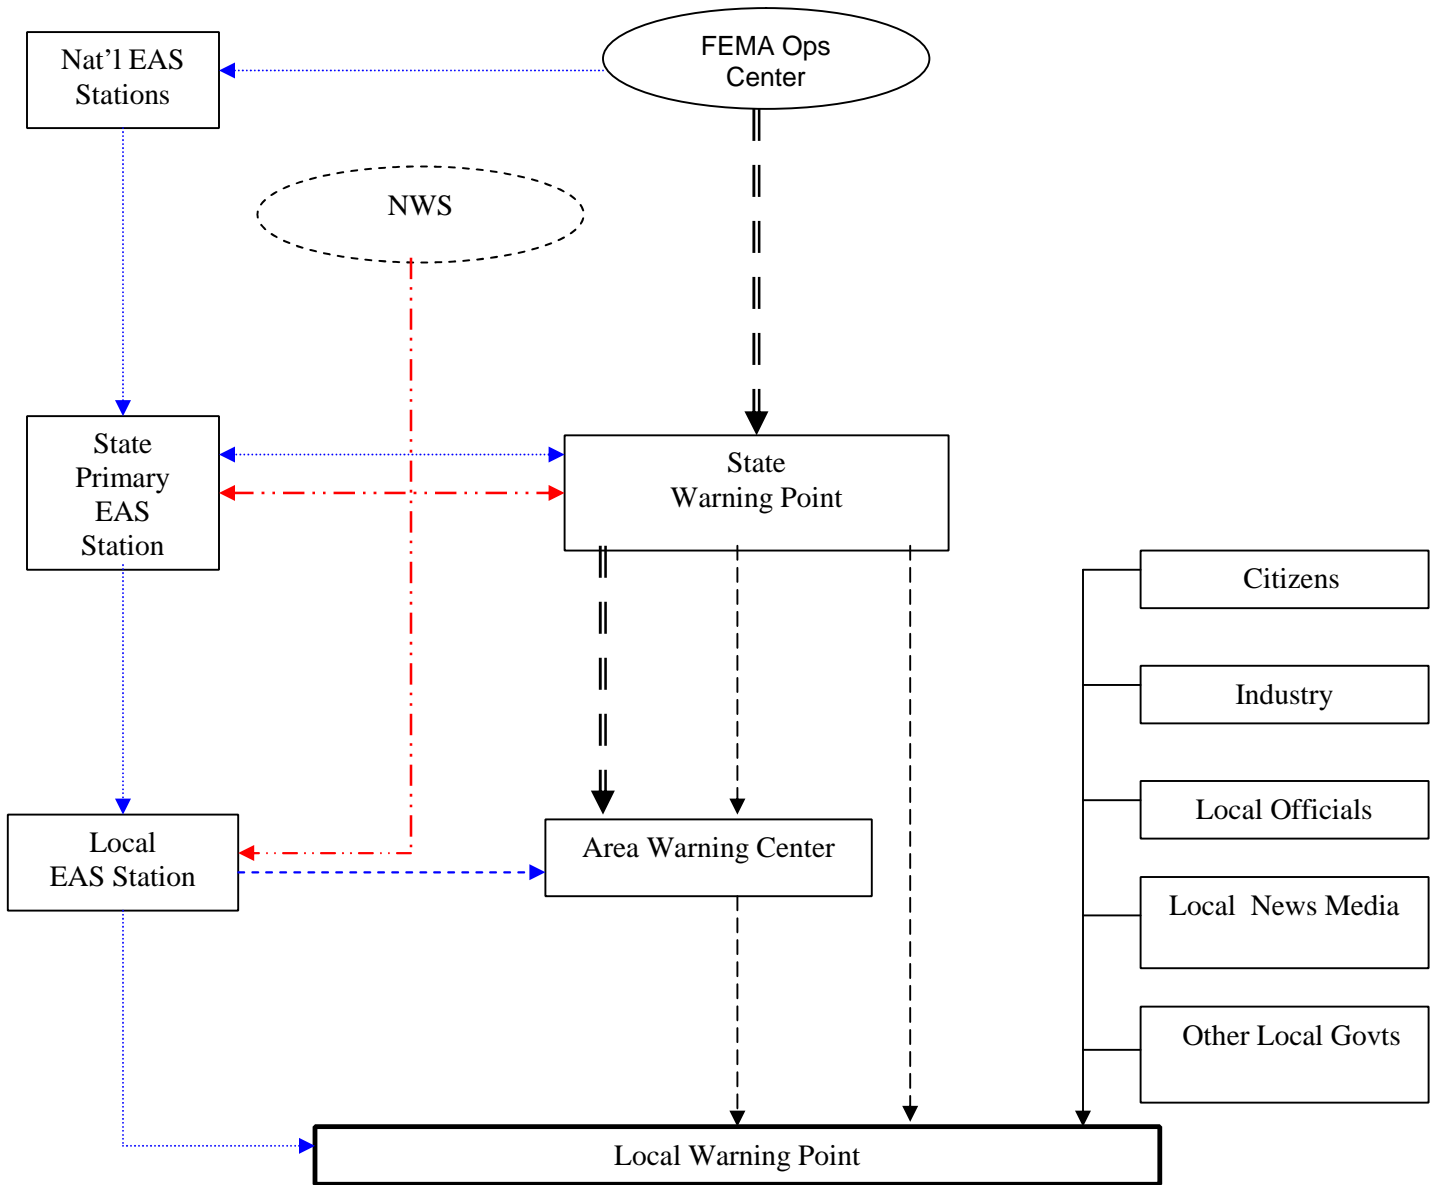 Nat’l EAS
Stations
FEMA Ops
Center
NWS
State
Primary
EAS
Station
State
Warning Point
Citizens
Industry
Local Officials
Local
EAS Station
Area Warning Center
Local News Media
Other Local Govts
Local Warning Point